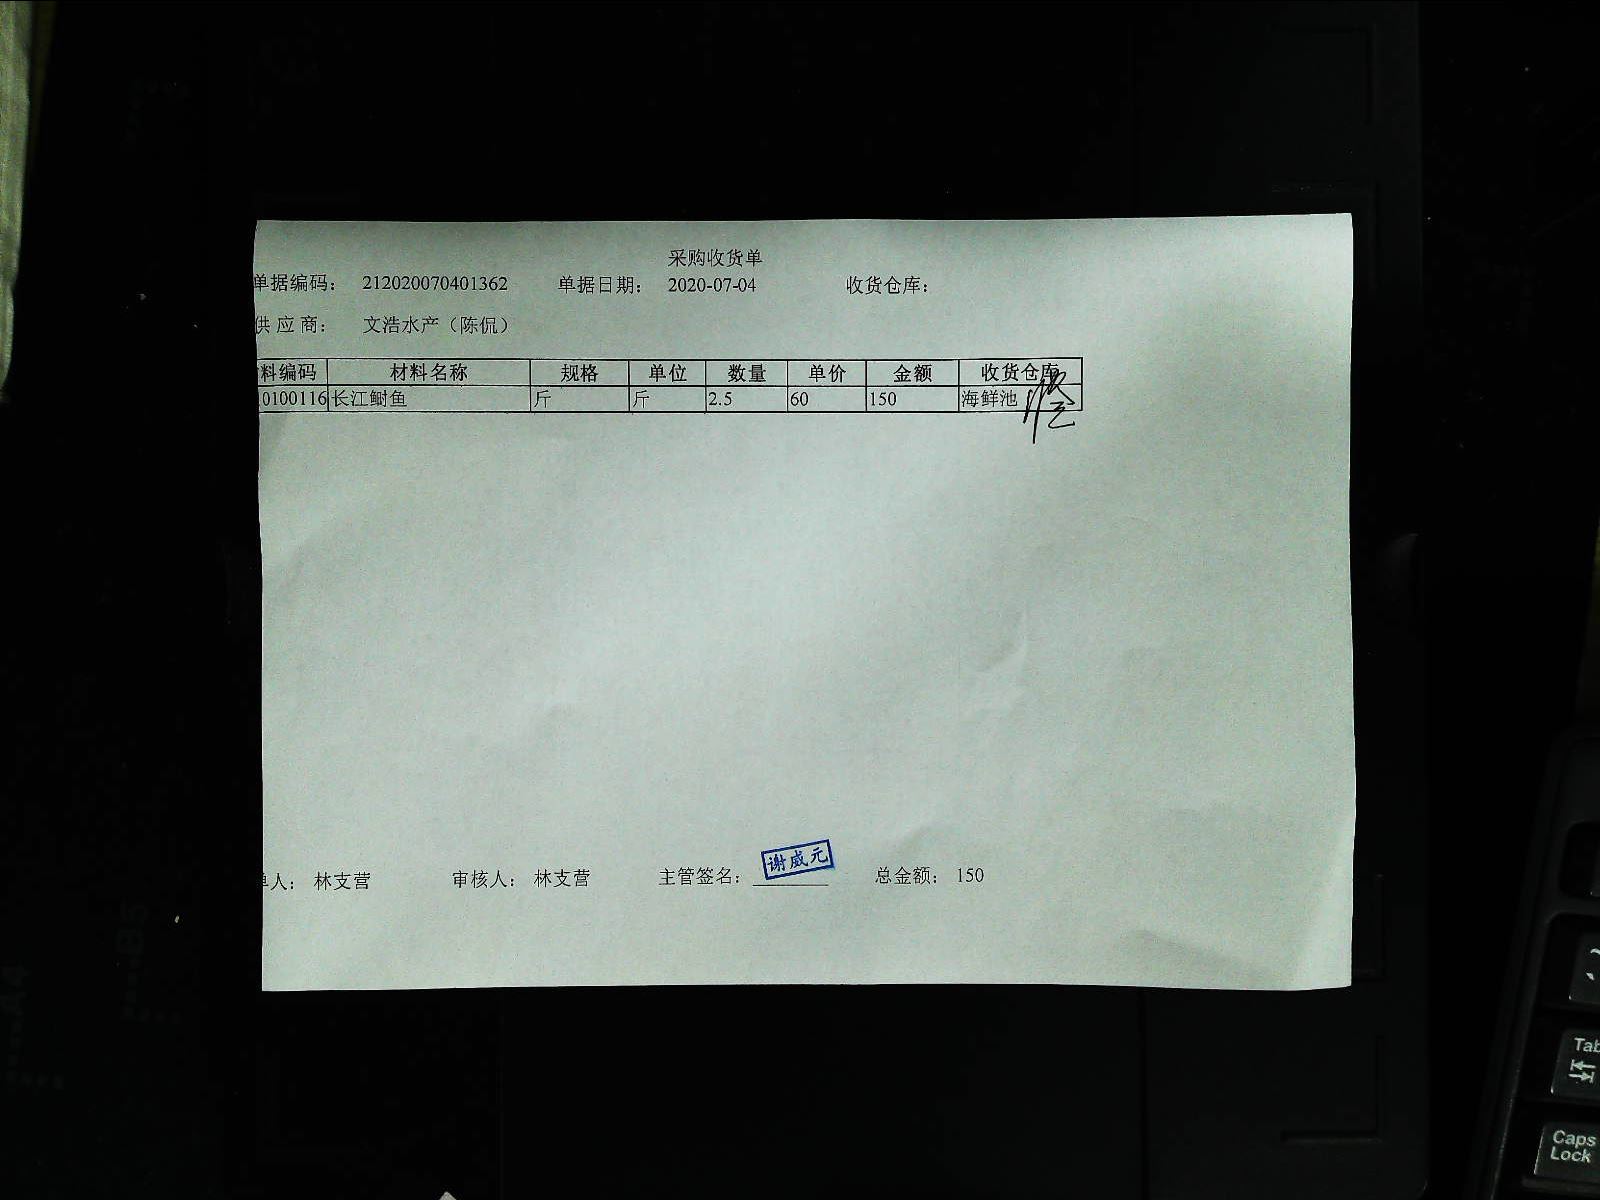 采购收货单
单据编码： 212020070401362 单据日期： 2020-07-04 收货仓库：
供 应 商： 文浩水产（陈侃）
料编码 材料名称 规格 单位 数量 单价 金额 收货仓库
0100116 长江鲥鱼 斤 斤 2.5 60 150 海鲜池
单人： 林支营 审核人： 林支营 主管签名： 谢威元 总金额： 150
Tab
Caps
Lock